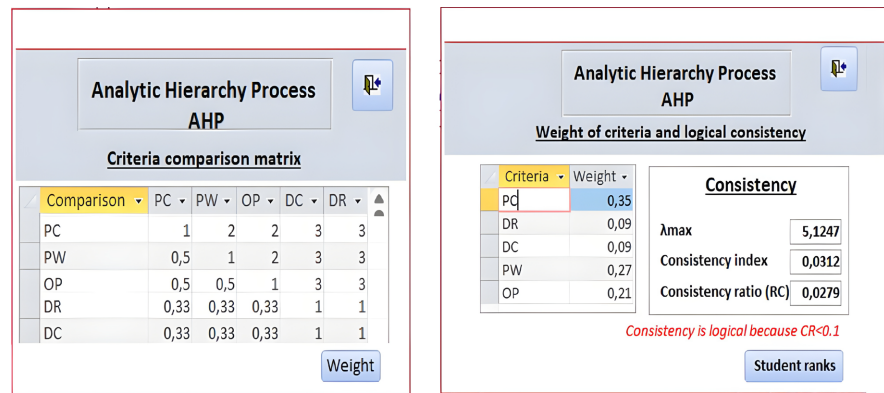 Analytic Hierarchy Process
AHP
Criteria comparison matrix
Comparison PC PW OP DC DR
PC 1 2 2 3 3
PW 0,5 1 2 3 3
OP 0,5 0,5 1 3 3
DR 0,33 0,33 0,33 1 1
DC 0,33 0,33 0,33 1 1
Weight
Analytic Hierarchy Process
AHP
Weight of criteria and logical consistency
Criteria Weight
PC 0,35
DR 0,09
DC 0,09
PW 0,27
OP 0,21
Consistency
λmax 5,1247
Consistency index 0,0312
Consistency ratio (RC) 0,0279
Consistency is logical because CR<0.1
Student ranks